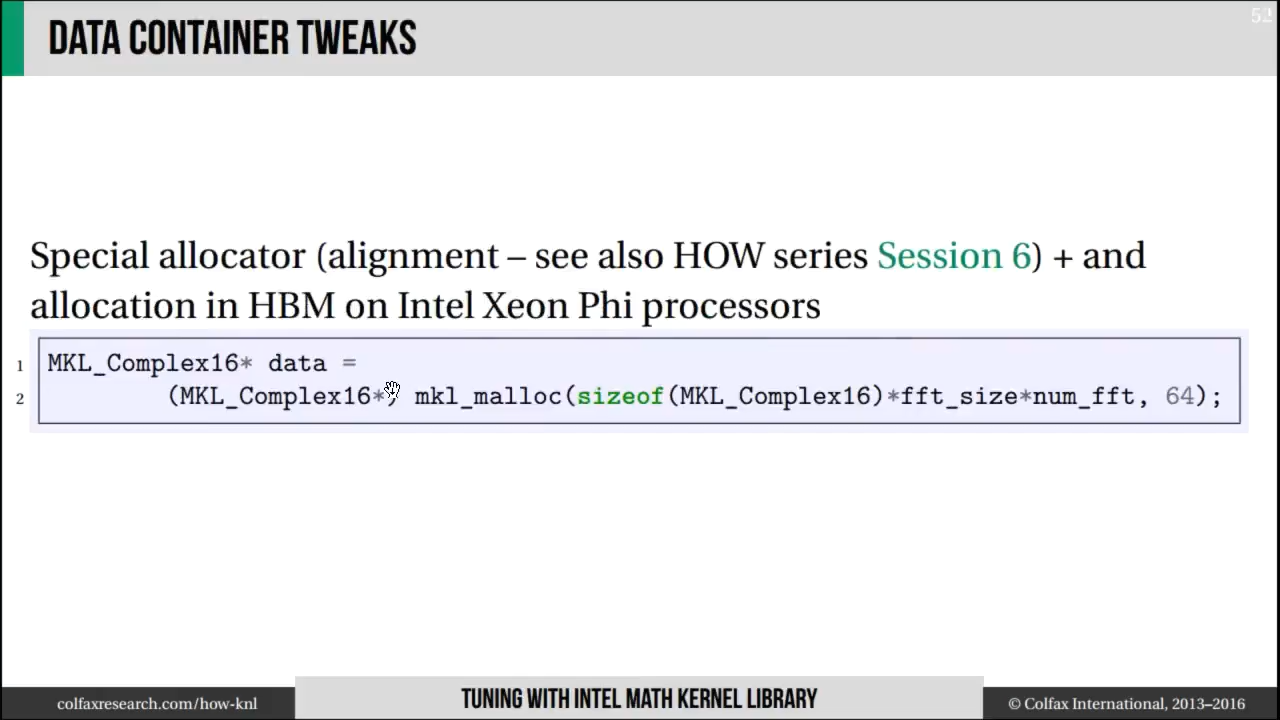 52
DATA CONTAINER TWEAKS
Special allocator (alignment – see also HOW series Session 6) + and
allocation in HBM on Intel Xeon Phi processors
1 MKL_Complex16* data =
2 (MKL_Complex16*) mkl_malloc(sizeof(MKL_Complex16)*fft_size*num_fft, 64);
colfaxresearch.com/how-knl
TUNING WITH INTEL MATH KERNEL LIBRARY
© Colfax International, 2013–2016